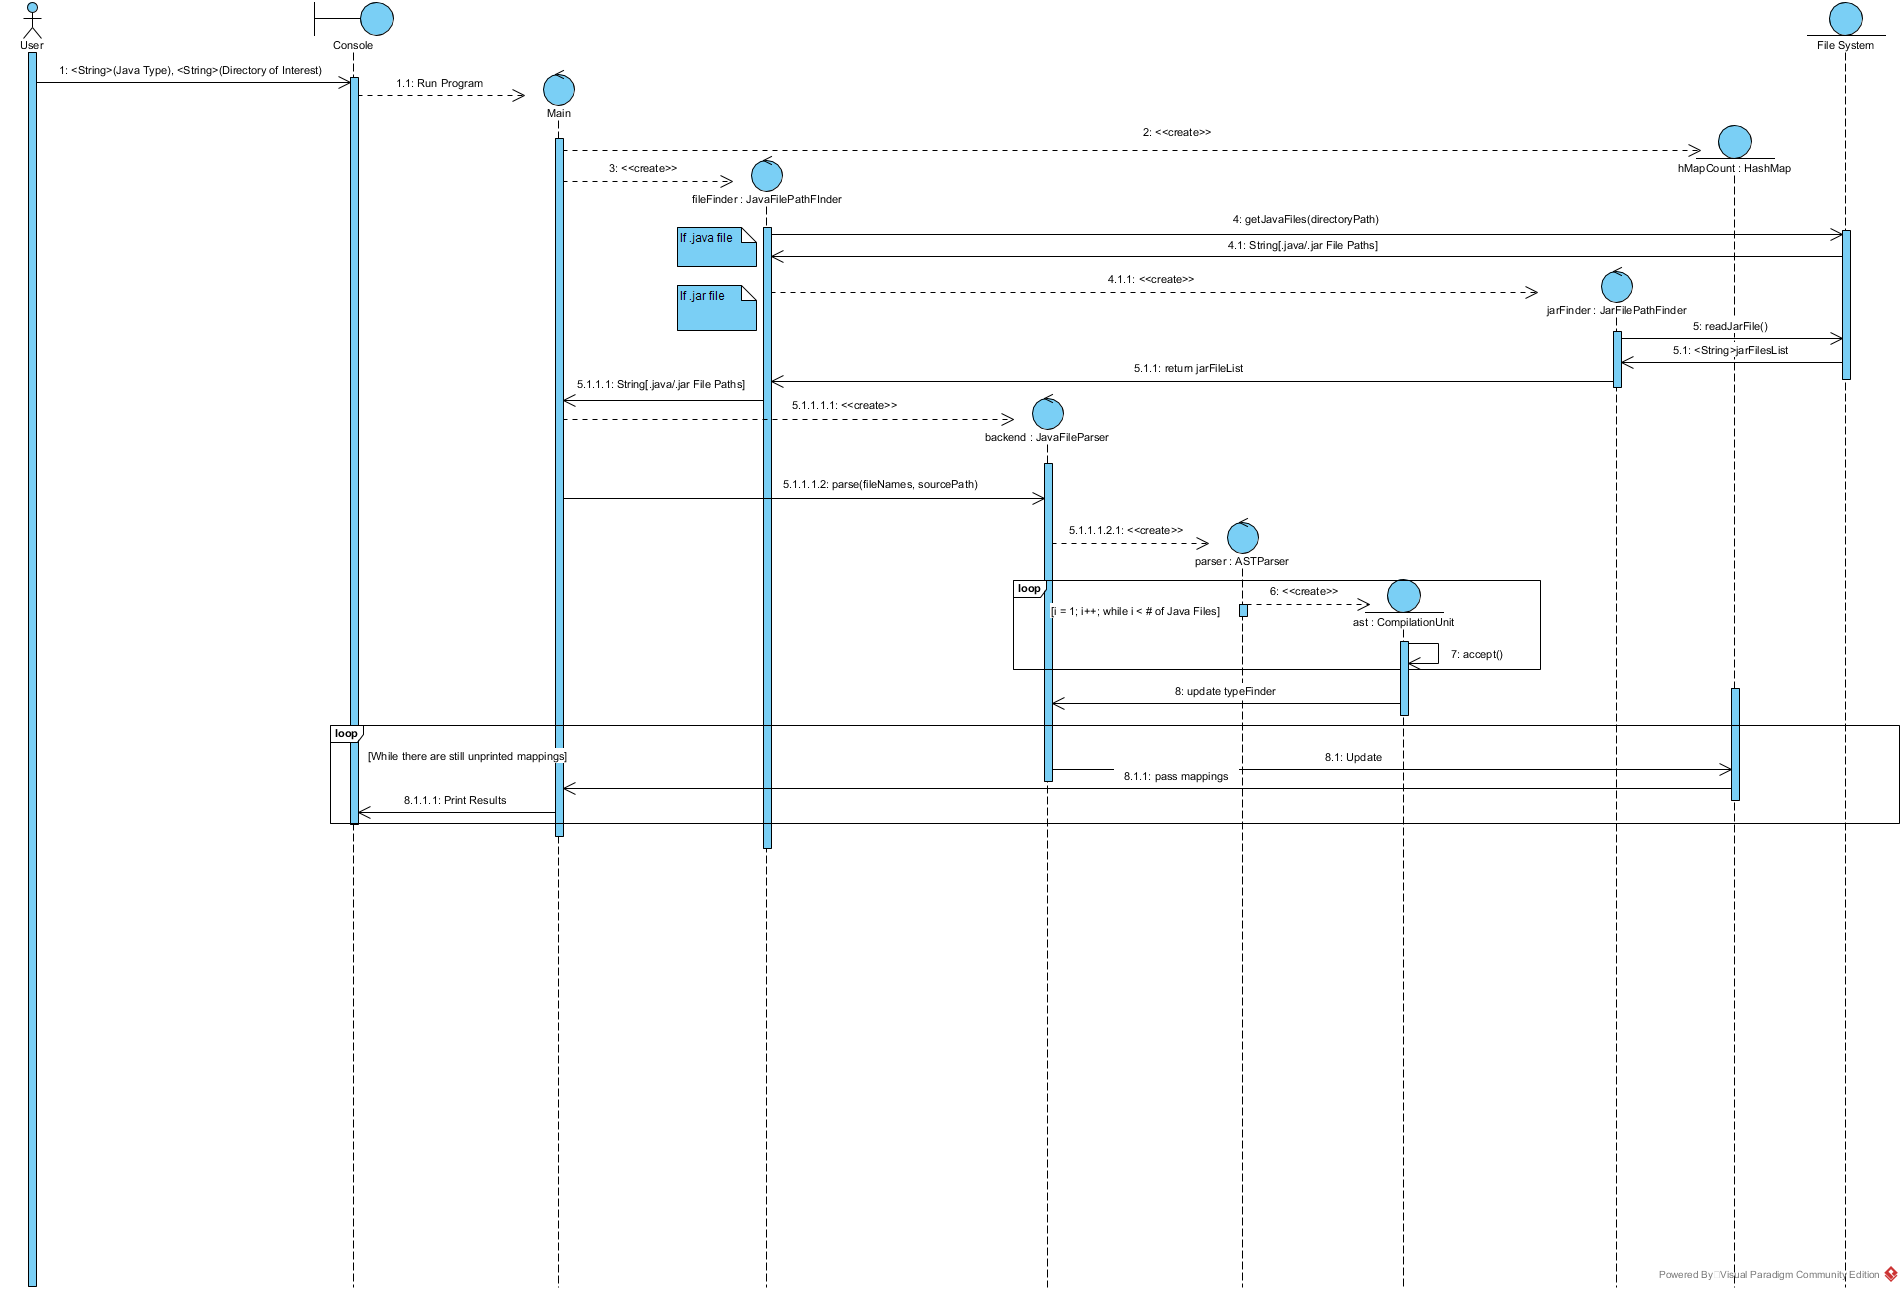 User
Console
File System
1: <String>(Java Type), <String>(Directory of Interest)
1.1: Run Program
Main
2: <<create>>
hMapCount : HashMap
3: <<create>>
fileFinder : JavaFilePathFInder
4: getJavaFiles(directoryPath)
If .java file
4.1: String[.java/.jar File Paths]
4.1.1: <<create>>
If .jar file
jarFinder : JarFilePathFinder
5: readJarFile()
5.1: <String>jarFilesList
5.1.1: return jarFileList
5.1.1.1: String[.java/.jar File Paths]
5.1.1.1.1: <<create>>
backend : JavaFileParser
5.1.1.1.2: parse(fileNames, sourcePath)
5.1.1.1.2.1: <<create>>
parser : ASTParser
loop
6: <<create>>
[i = 1; i++; while i < # of Java Files]
ast : CompilationUnit
7: accept()
8: update typeFinder
loop
[While there are still unprinted mappings]
8.1: Update
8.1.1: pass mappings
8.1.1.1: Print Results
Powered By Visual Paradigm Community Edition